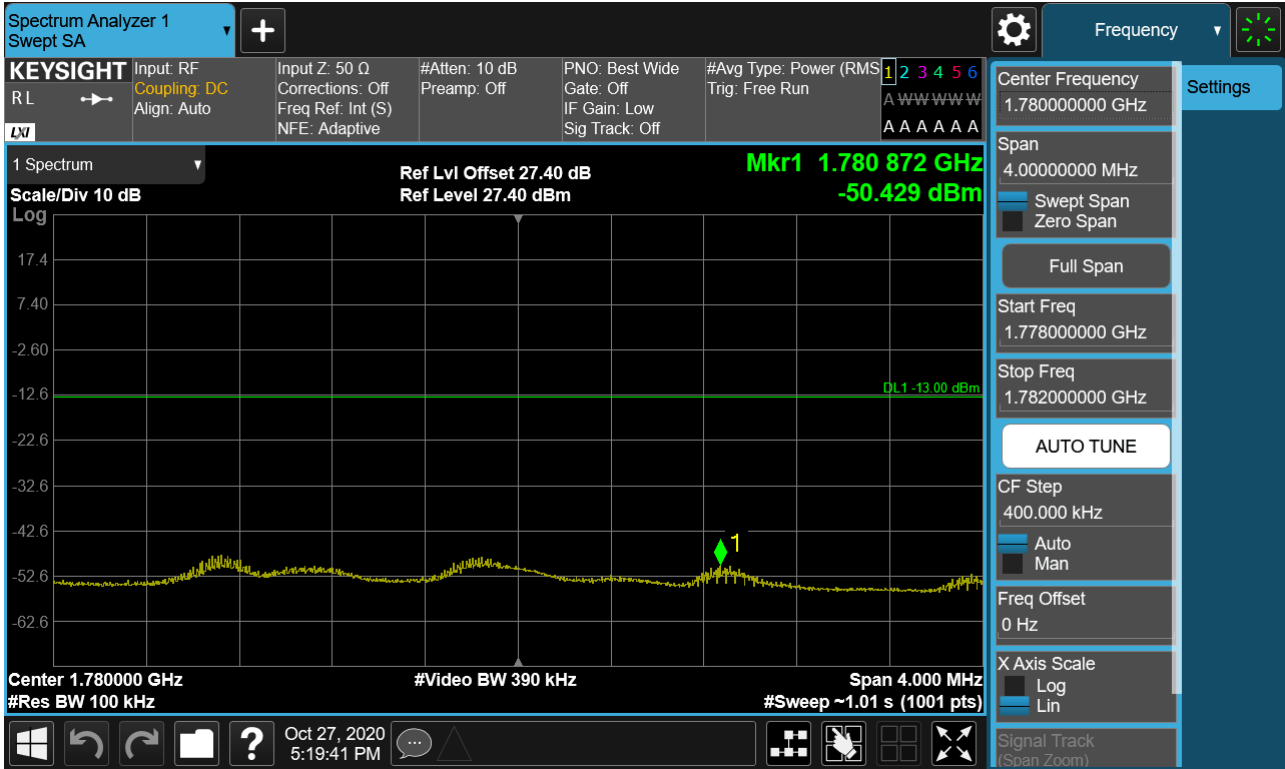 Spectrum Analyzer 1
Swept SA
Frequency
KEYSIGHT
R L
LXI
Input: RF
Coupling: DC
Align: Auto
Input Z: 50 Ω
Corrections: Off
Freq Ref: Int (S)
NFE: Adaptive
#Atten: 10 dB
Preamp: Off
PNO: Best Wide
Gate: Off
IF Gain: Low
Sig Track: Off
#Avg Type: Power (RMS
Trig: Free Run
1 2 3 4 5 6
A W W W W W
A A A A A A
1 Spectrum
Scale/Div 10 dB
Log
Ref Lvl Offset 27.40 dB
Ref Level 27.40 dBm
Mkr1 1.780 872 GHz
-50.429 dBm
17.4
7.40
-2.60
-12.6
-22.6
-32.6
-42.6
-52.6
-62.6
DL1 -13.00 dBm
1
Center 1.780000 GHz
#Res BW 100 kHz
#Video BW 390 kHz
Span 4.000 MHz
#Sweep ~1.01 s (1001 pts)
Center Frequency
1.780000000 GHz
Settings
Span
4.00000000 MHz
Swept Span
Zero Span
Full Span
Start Freq
1.778000000 GHz
Stop Freq
1.782000000 GHz
AUTO TUNE
CF Step
400.000 kHz
Auto
Man
Freq Offset
0 Hz
X Axis Scale
Log
Lin
Signal Track
(Span Zoom)
?
Oct 27, 2020
5:19:41 PM